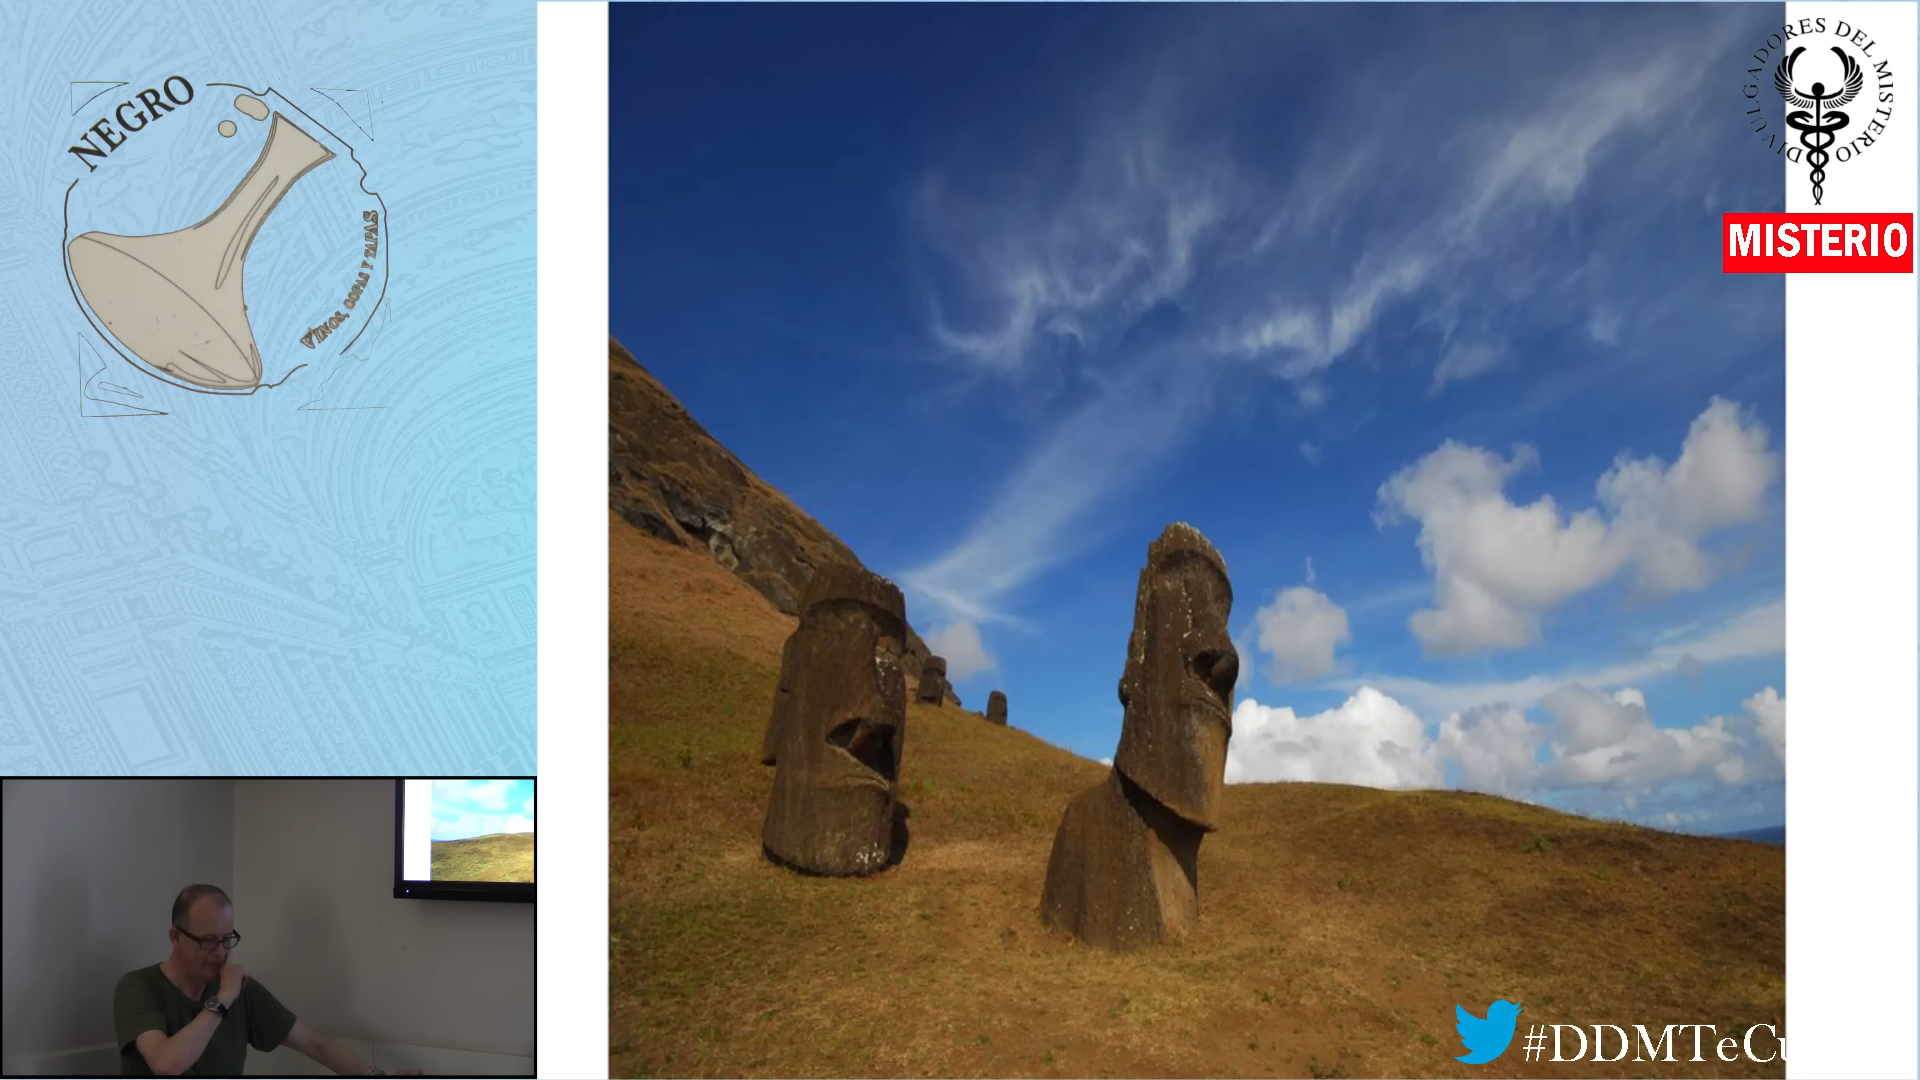 NEGRO
VINOS, COPAS Y TAPAS
DIVULGADORES DEL MISTERIO
MISTERIO
#DDMTeCu